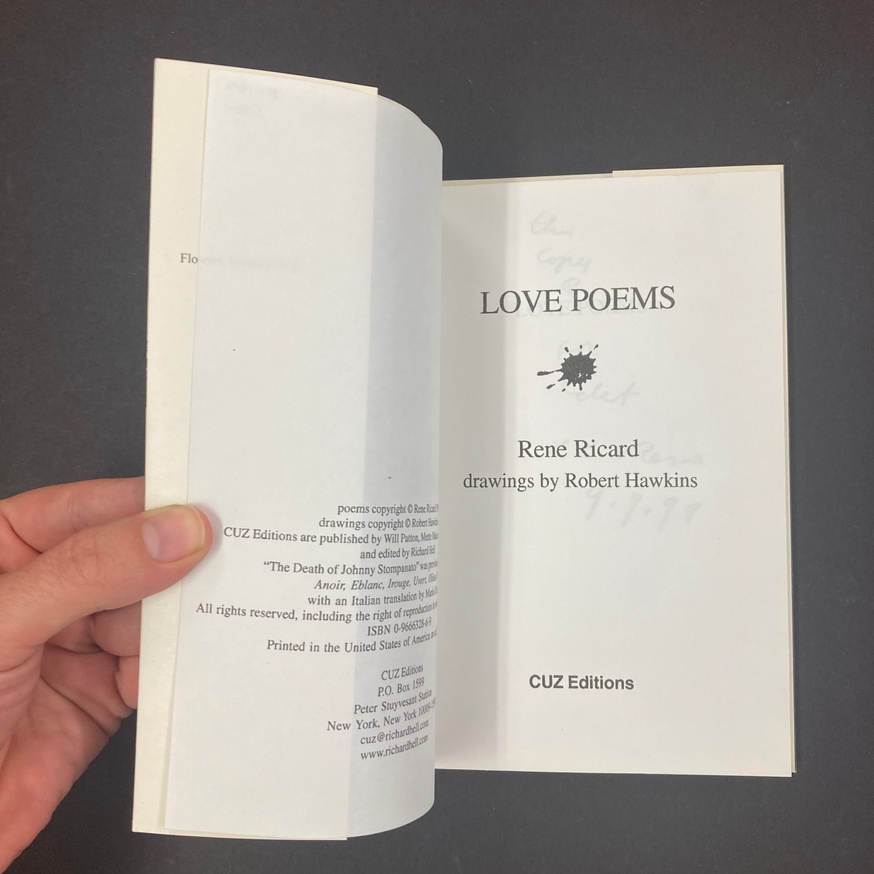 Flo
poems copyright © Rene Ricard
drawings copyright © Robert Hawkins
CUZ Editions are published by Will Patton, Mette
and edited by Richard Hell.
"The Death of Johnny Stompanato" was
Anoir, Eblanc, Irouge, Uvert,
with an Italian translation by
All rights reserved, including the right of reproduction
ISBN 0-9666328-6-9
Printed in the United States of America
CUZ Editions
P.O. Box 1599
Peter Stuyvesant Station
New York, New York
cuz@richardhell.com
www.richardhell.com
LOVE POEMS
Rene Ricard
drawings by Robert Hawkins
CUZ Editions